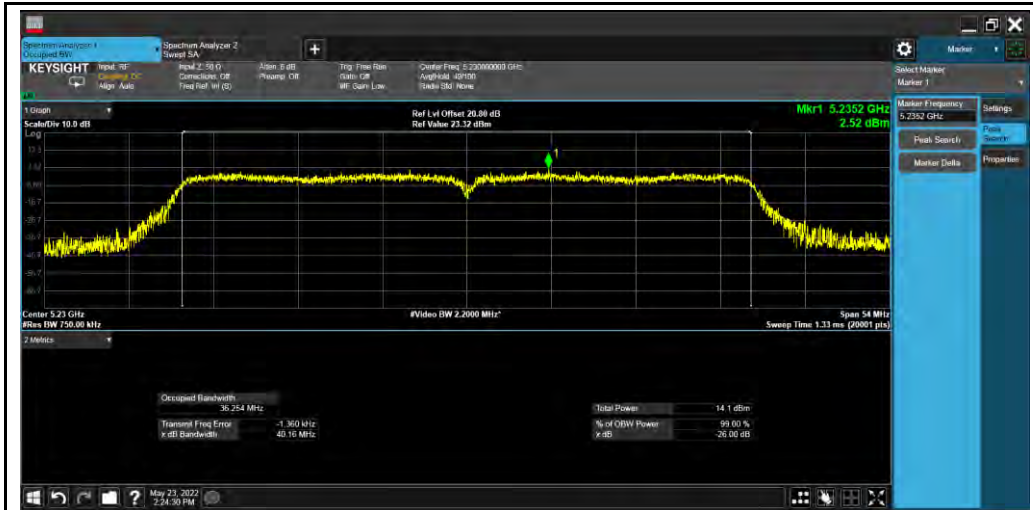 Spectrum Analyzer 1
Occupied BW
Spectrum Analyzer 2
Swept SA
+
Marker
KEYSIGHT
Input: RF
Coupling: DC
Align: Auto
Input Z: 50 Ω
Corrections: Off
Freq Ref: Int (S)
Atten: 6 dB
Preamp: Off
Trig: Free Run
Gate: Off
#IF Gain: Low
Center Freq: 5.230000000 GHz
Avg|Hold: 40/100
Radio Std: None
Select Marker
Marker 1
1 Graph
Scale/Div 10.0 dB
Log
Ref Lvl Offset 20.80 dB
Ref Value 23.32 dBm
Mkr1 5.2352 GHz
2.52 dBm
Marker Frequency
5.2352 GHz
Settings
Peak Search
Peak
Search
Marker Delta
Properties
1
Center 5.23 GHz
#Res BW 750.00 kHz
#Video BW 2.2000 MHz*
Span 54 MHz
Sweep Time 1.33 ms (20001 pts)
2 Metrics
Occupied Bandwidth
36.254 MHz
Total Power 14.1 dBm
Transmit Freq Error -1.360 kHz
% of OBW Power 99.00 %
x dB Bandwidth 40.16 MHz
x dB -26.00 dB
?
May 23, 2022
2:24:30 PM